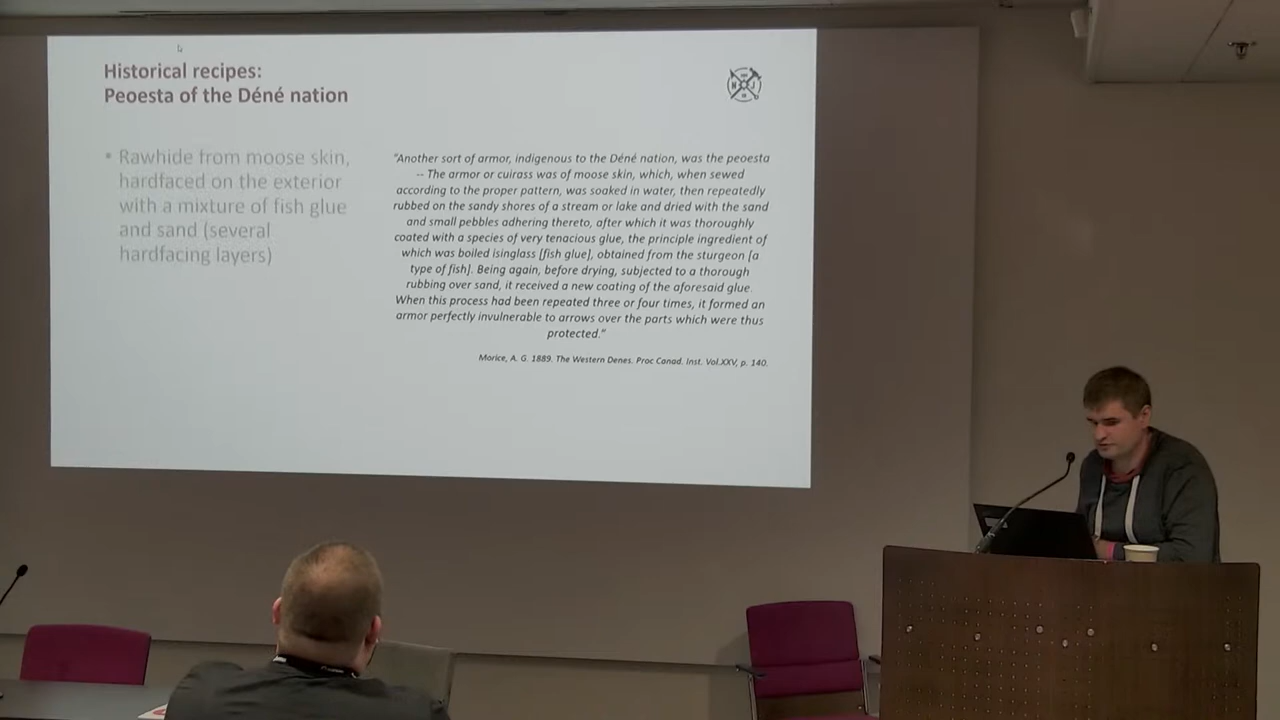 Historical recipes:
Peoesta of the Déné nation
• Rawhide from moose skin,
hardfaced on the exterior
with a mixture of fish glue
and sand (several
hardfacing layers)
"Another sort of armor, indigenous to the Déné nation, was the peoesta
-- The armor or cuirass was of moose skin, which, when sewed
according to the proper pattern, was soaked in water, then repeatedly
rubbed on the sandy shores of a stream or lake and dried with the sand
and small pebbles adhering thereto, after which it was thoroughly
coated with a species of very tenacious glue, the principle ingredient of
which was boiled isinglass [fish glue], obtained from the sturgeon [a
type of fish]. Being again, before drying, subjected to a thorough
rubbing over sand, it received a new coating of the aforesaid glue.
When this process had been repeated three or four times, it formed an
armor perfectly invulnerable to arrows over the parts which were thus
protected."
Morice, A. G. 1889. The Western Denes. Proc Canad. Inst. Vol.XXV, p. 140.